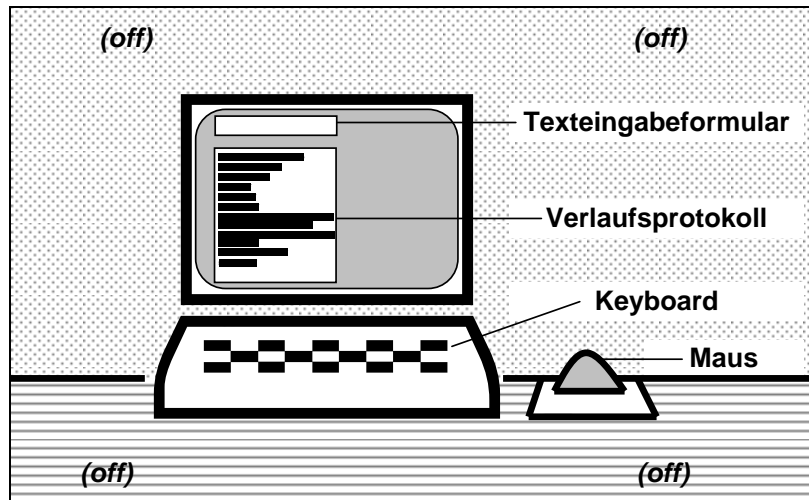 (off) (off)
Texteingabeformular
Verlaufsprotokoll
Keyboard
Maus
(off) (off)